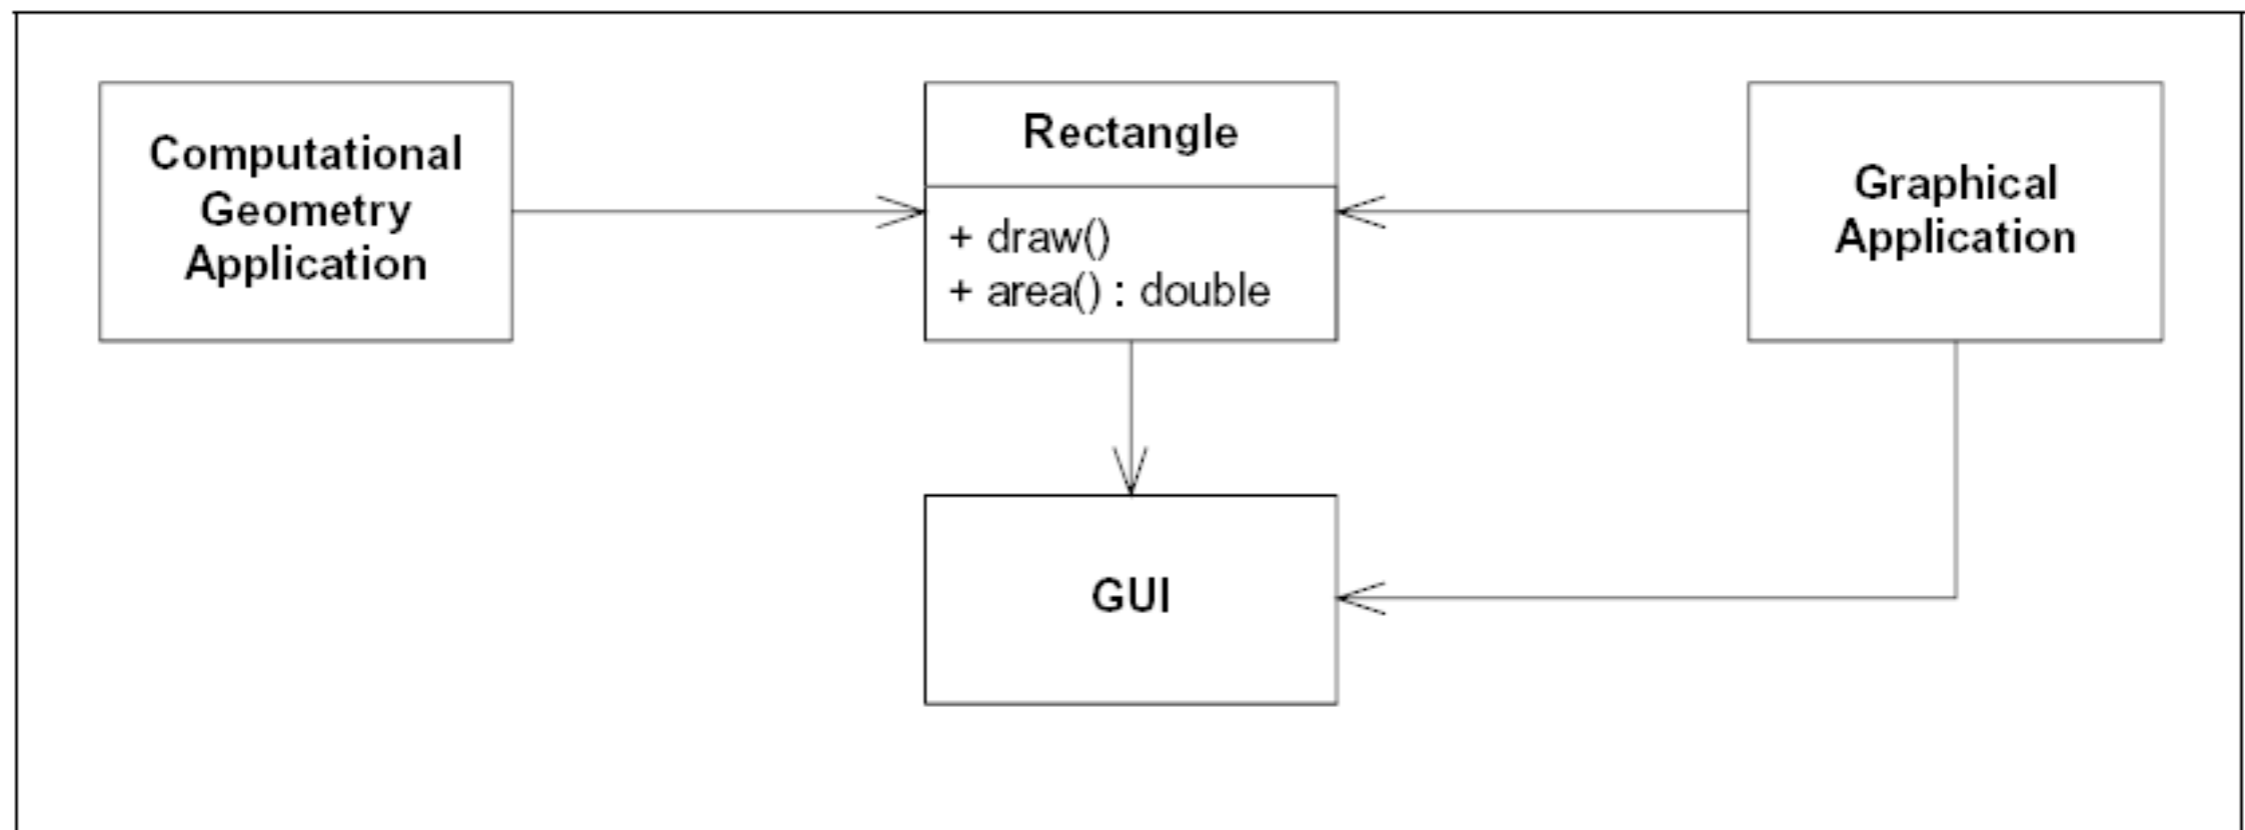 Computational
Geometry
Application
Rectangle
+ draw()
+ area() : double
Graphical
Application
GUI